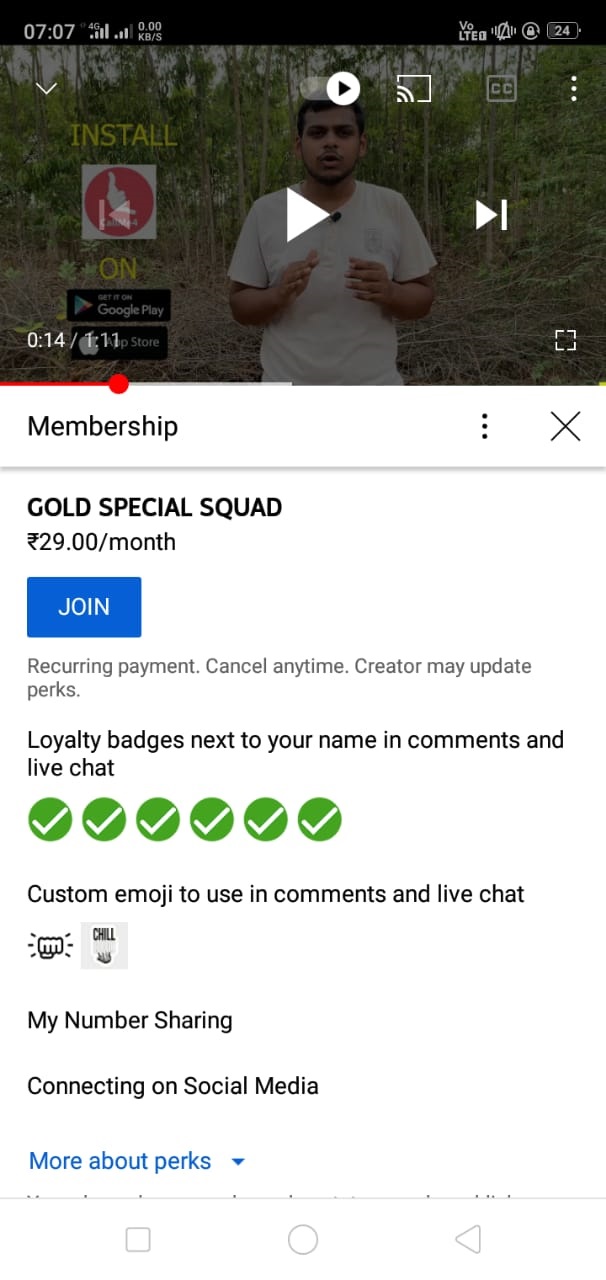 07:07 4G 0.00 KB/S Vo LTE 24
CC
INSTALL
CallMe4
ON
GET IT ON
Google Play
0:14 / 1:11 App Store
Membership
GOLD SPECIAL SQUAD
₹29.00/month
JOIN
Recurring payment. Cancel anytime. Creator may update
perks.
Loyalty badges next to your name in comments and
live chat
Custom emoji to use in comments and live chat
CHILL
My Number Sharing
Connecting on Social Media
More about perks